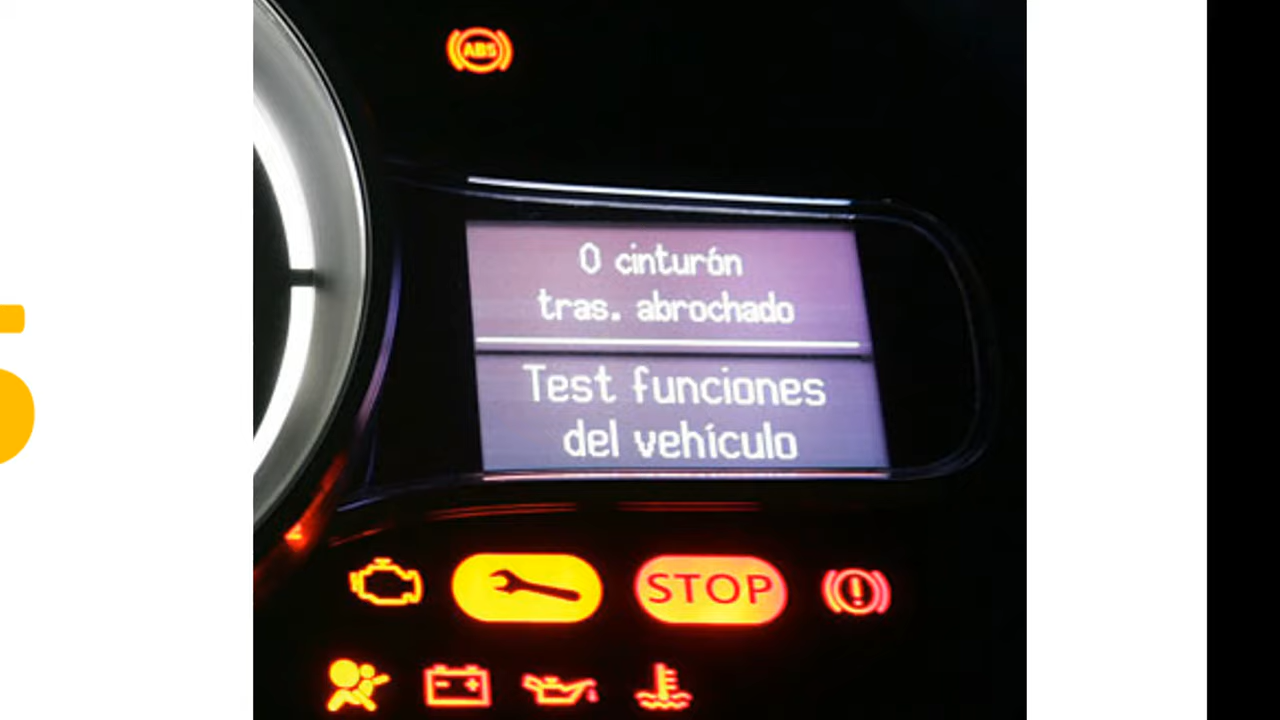 ABS
0 cinturón
tras. abrochado
Test funciones
del vehículo
STOP